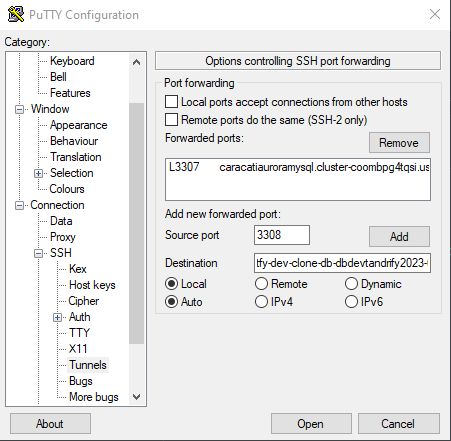 PuTTY Configuration
Category:
Keyboard
Bell
Features
Window
Appearance
Behaviour
Translation
Selection
Colours
Connection
Data
Proxy
SSH
Kex
Host keys
Cipher
Auth
TTY
X11
Tunnels
Bugs
More bugs
Options controlling SSH port forwarding
Port forwarding
Local ports accept connections from other hosts
Remote ports do the same (SSH-2 only)
Forwarded ports:
Remove
L3307 caracatiauroramysql.cluster-coombpg4tqsi.us
Add new forwarded port:
Source port 3308 Add
Destination tfy-dev-clone-db-dbdevtandrify2023-
Local Remote Dynamic
Auto IPv4 IPv6
About Open Cancel